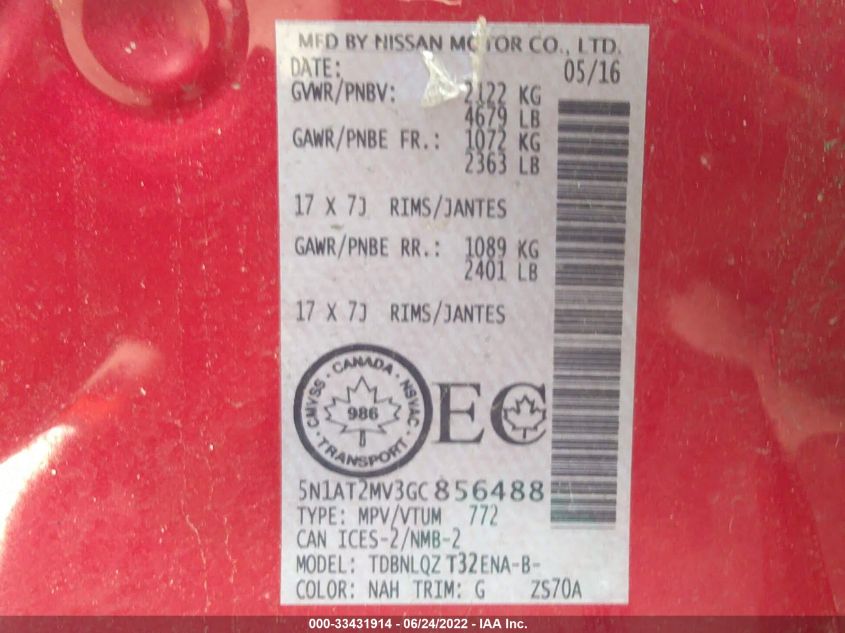 MFD BY NISSAN MOTOR CO., LTD.
DATE: 05/16
GVWR/PNBV: 2122 KG
4679 LB
GAWR/PNBE FR.: 1072 KG
2363 LB
17 X 7J RIMS/JANTES
GAWR/PNBE RR.: 1089 KG
2401 LB
17 X 7J RIMS/JANTES
CANADA · NSVAC · TRANSPORT · CMVSS ·
986
EC
5N1AT2MV3GC856488
TYPE: MPV/VTUM 772
CAN ICES-2/NMB-2
MODEL: TDBNLQZ T32ENA-B-
COLOR: NAH TRIM: G ZS70A
000-33431914 - 06/24/2022 - IAA Inc.